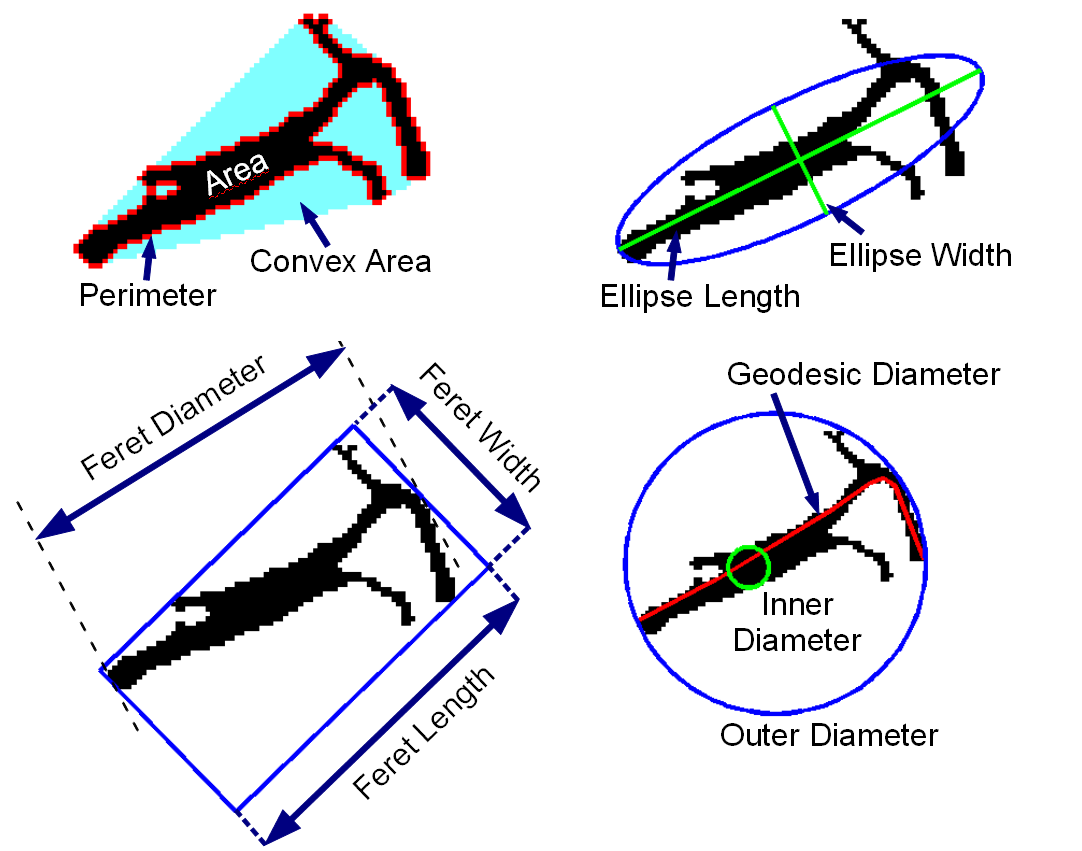 Area
Convex Area
Perimeter
Ellipse Width
Ellipse Length
Feret Diameter
Feret Width
Feret Length
Geodesic Diameter
Inner
Diameter
Outer Diameter